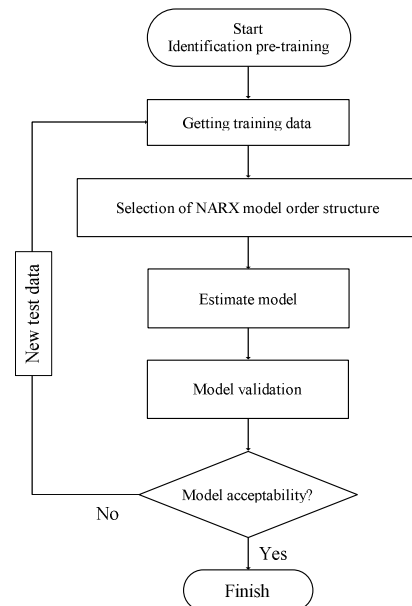 Start
Identification pre-training
Getting training data
Selection of NARX model order structure
Estimate model
New test data
Model validation
Model acceptability?
No
Yes
Finish